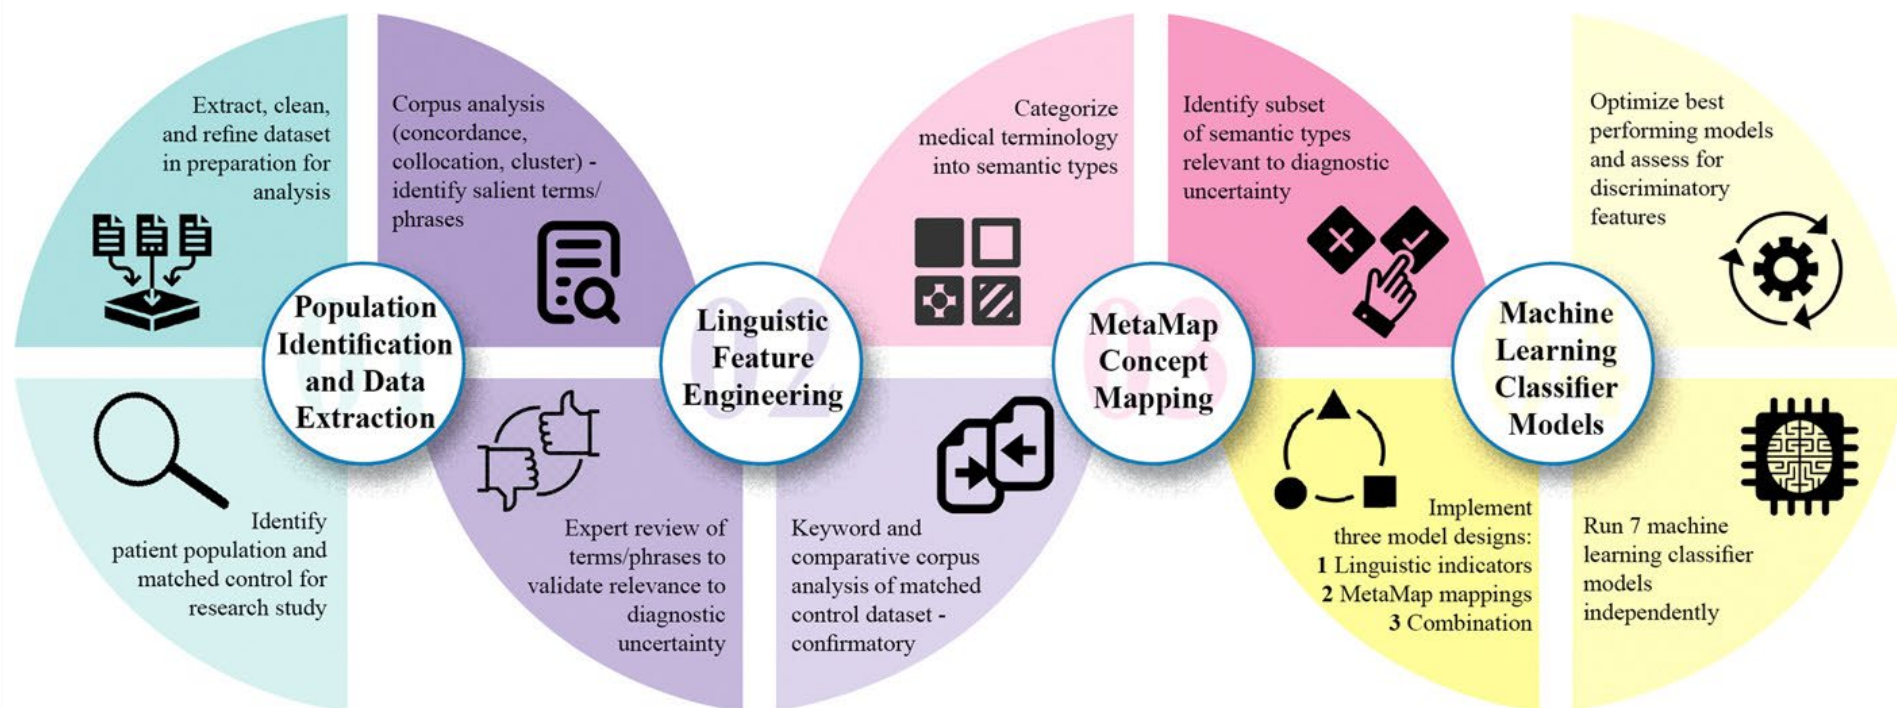 Extract, clean,
and refine dataset
in preparation for
analysis
Identify
patient population and
matched control for
research study
01
Population
Identification
and Data
Extraction
Corpus analysis
(concordance,
collocation, cluster) -
identify salient terms/
phrases
Expert review of
terms/phrases to
validate relevance to
diagnostic
uncertainty
02
Linguistic
Feature
Engineering
Keyword and
comparative corpus
analysis of matched
control dataset -
confirmatory
Categorize
medical terminology
into semantic types
03
MetaMap
Concept
Mapping
Identify subset
of semantic types
relevant to diagnostic
uncertainty
Implement
three model designs:
1 Linguistic indicators
2 MetaMap mappings
3 Combination
Machine
Learning
Classifier
Models
Run 7 machine
learning classifier
models
independently
Optimize best
performing models
and assess for
discriminatory
features